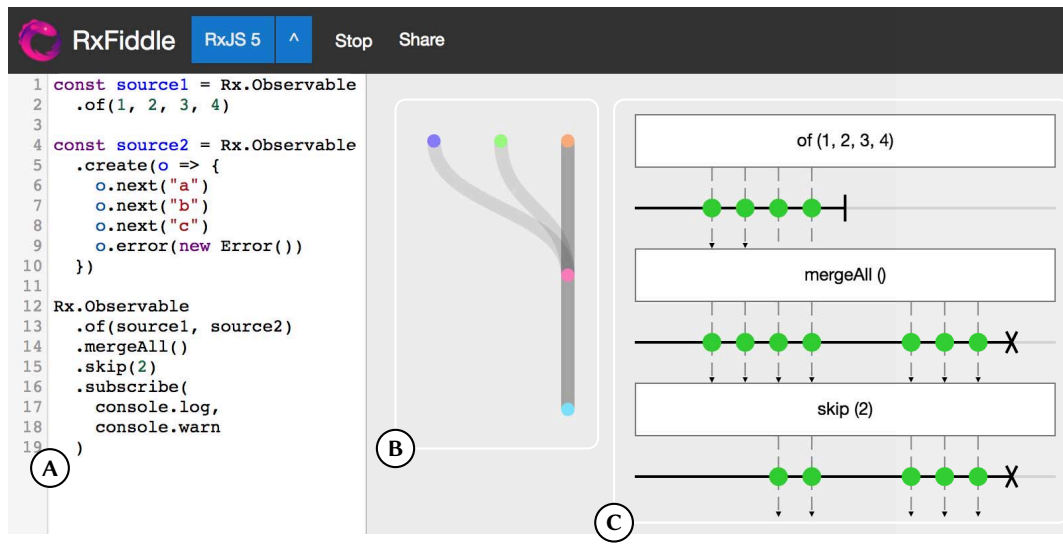 RxFiddle RxJS 5 ^ Stop Share
1 const source1 = Rx.Observable
2   .of(1, 2, 3, 4)
3
4 const source2 = Rx.Observable
5   .create(o => {
6     o.next("a")
7     o.next("b")
8     o.next("c")
9     o.error(new Error())
10   })
11
12 Rx.Observable
13   .of(source1, source2)
14   .mergeAll()
15   .skip(2)
16   .subscribe(
17     console.log,
18     console.warn
19   )
A
B
of (1, 2, 3, 4)
mergeAll ()
skip (2)
C